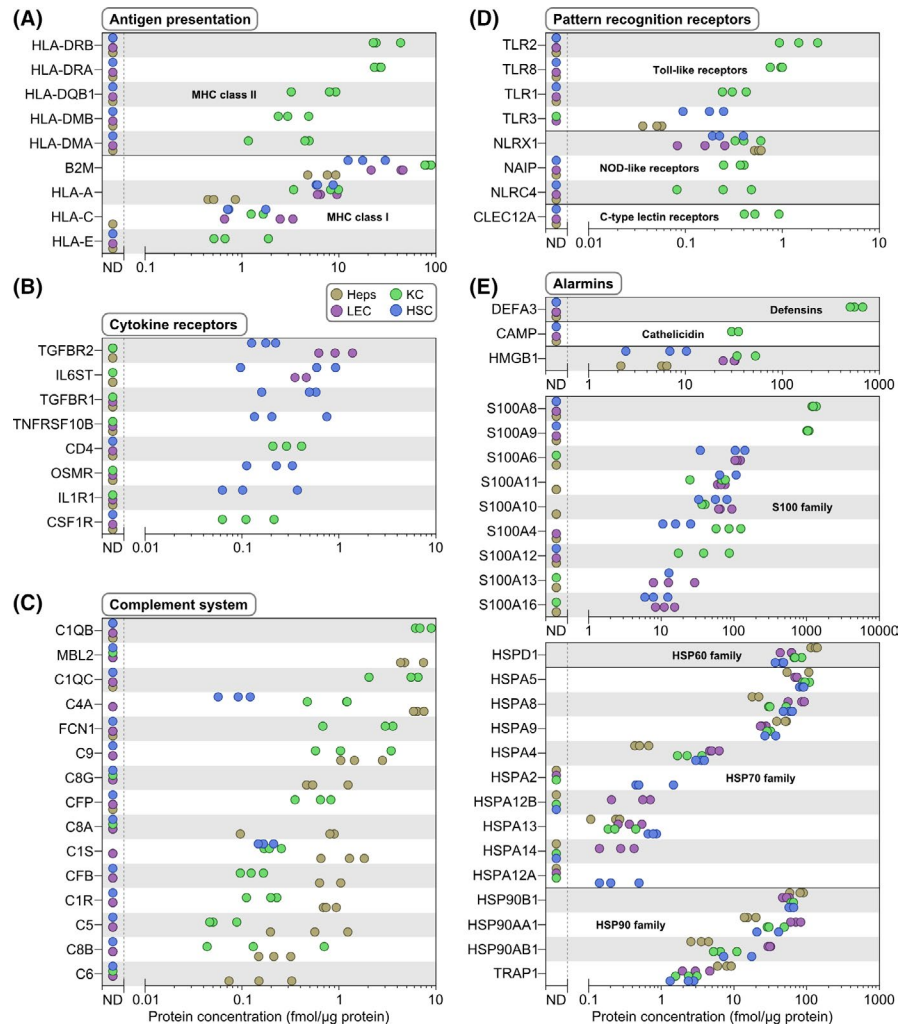 (A)
Antigen presentation
HLA-DRB
HLA-DRA
HLA-DQB1
MHC class II
HLA-DMB
HLA-DMA
B2M
HLA-A
HLA-C
MHC class I
HLA-E
ND
0.1
1
10
100
(B)
Heps
KC
LEC
HSC
Cytokine receptors
TGFBR2
IL6ST
TGFBR1
TNFRSF10B
CD4
OSMR
IL1R1
CSF1R
ND
0.01
0.1
1
10
(C)
Complement system
C1QB
MBL2
C1QC
C4A
FCN1
C9
C8G
CFP
C8A
C1S
CFB
C1R
C5
C8B
C6
ND
0.01
0.1
1
10
Protein concentration (fmol/µg protein)
(D)
Pattern recognition receptors
TLR2
TLR8
Toll-like receptors
TLR1
TLR3
NLRX1
NAIP
NOD-like receptors
NLRC4
CLEC12A
C-type lectin receptors
ND
0.01
0.1
1
10
(E)
Alarmins
DEFA3
Defensins
CAMP
Cathelicidin
HMGB1
ND
1
10
100
1000
S100A8
S100A9
S100A6
S100A11
S100A10
S100 family
S100A4
S100A12
S100A13
S100A16
ND
1
10
100
1000
10000
HSPD1
HSP60 family
HSPA5
HSPA8
HSPA9
HSPA4
HSPA2
HSP70 family
HSPA12B
HSPA13
HSPA14
HSPA12A
HSP90B1
HSP90AA1
HSP90 family
HSP90AB1
TRAP1
ND
0.1
1
10
100
1000
Protein concentration (fmol/µg protein)